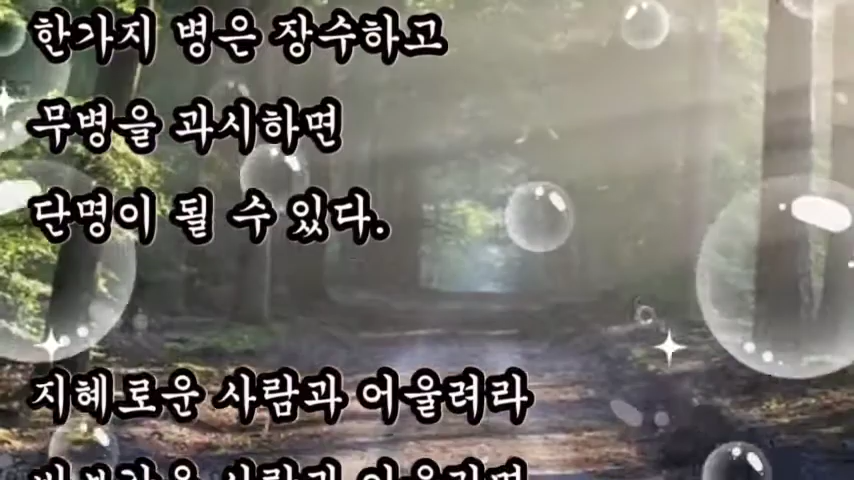 한가지 병은 장수하고
무병을 과시하면
단명이 될 수 있다.
지혜로운 사람과 어울려라